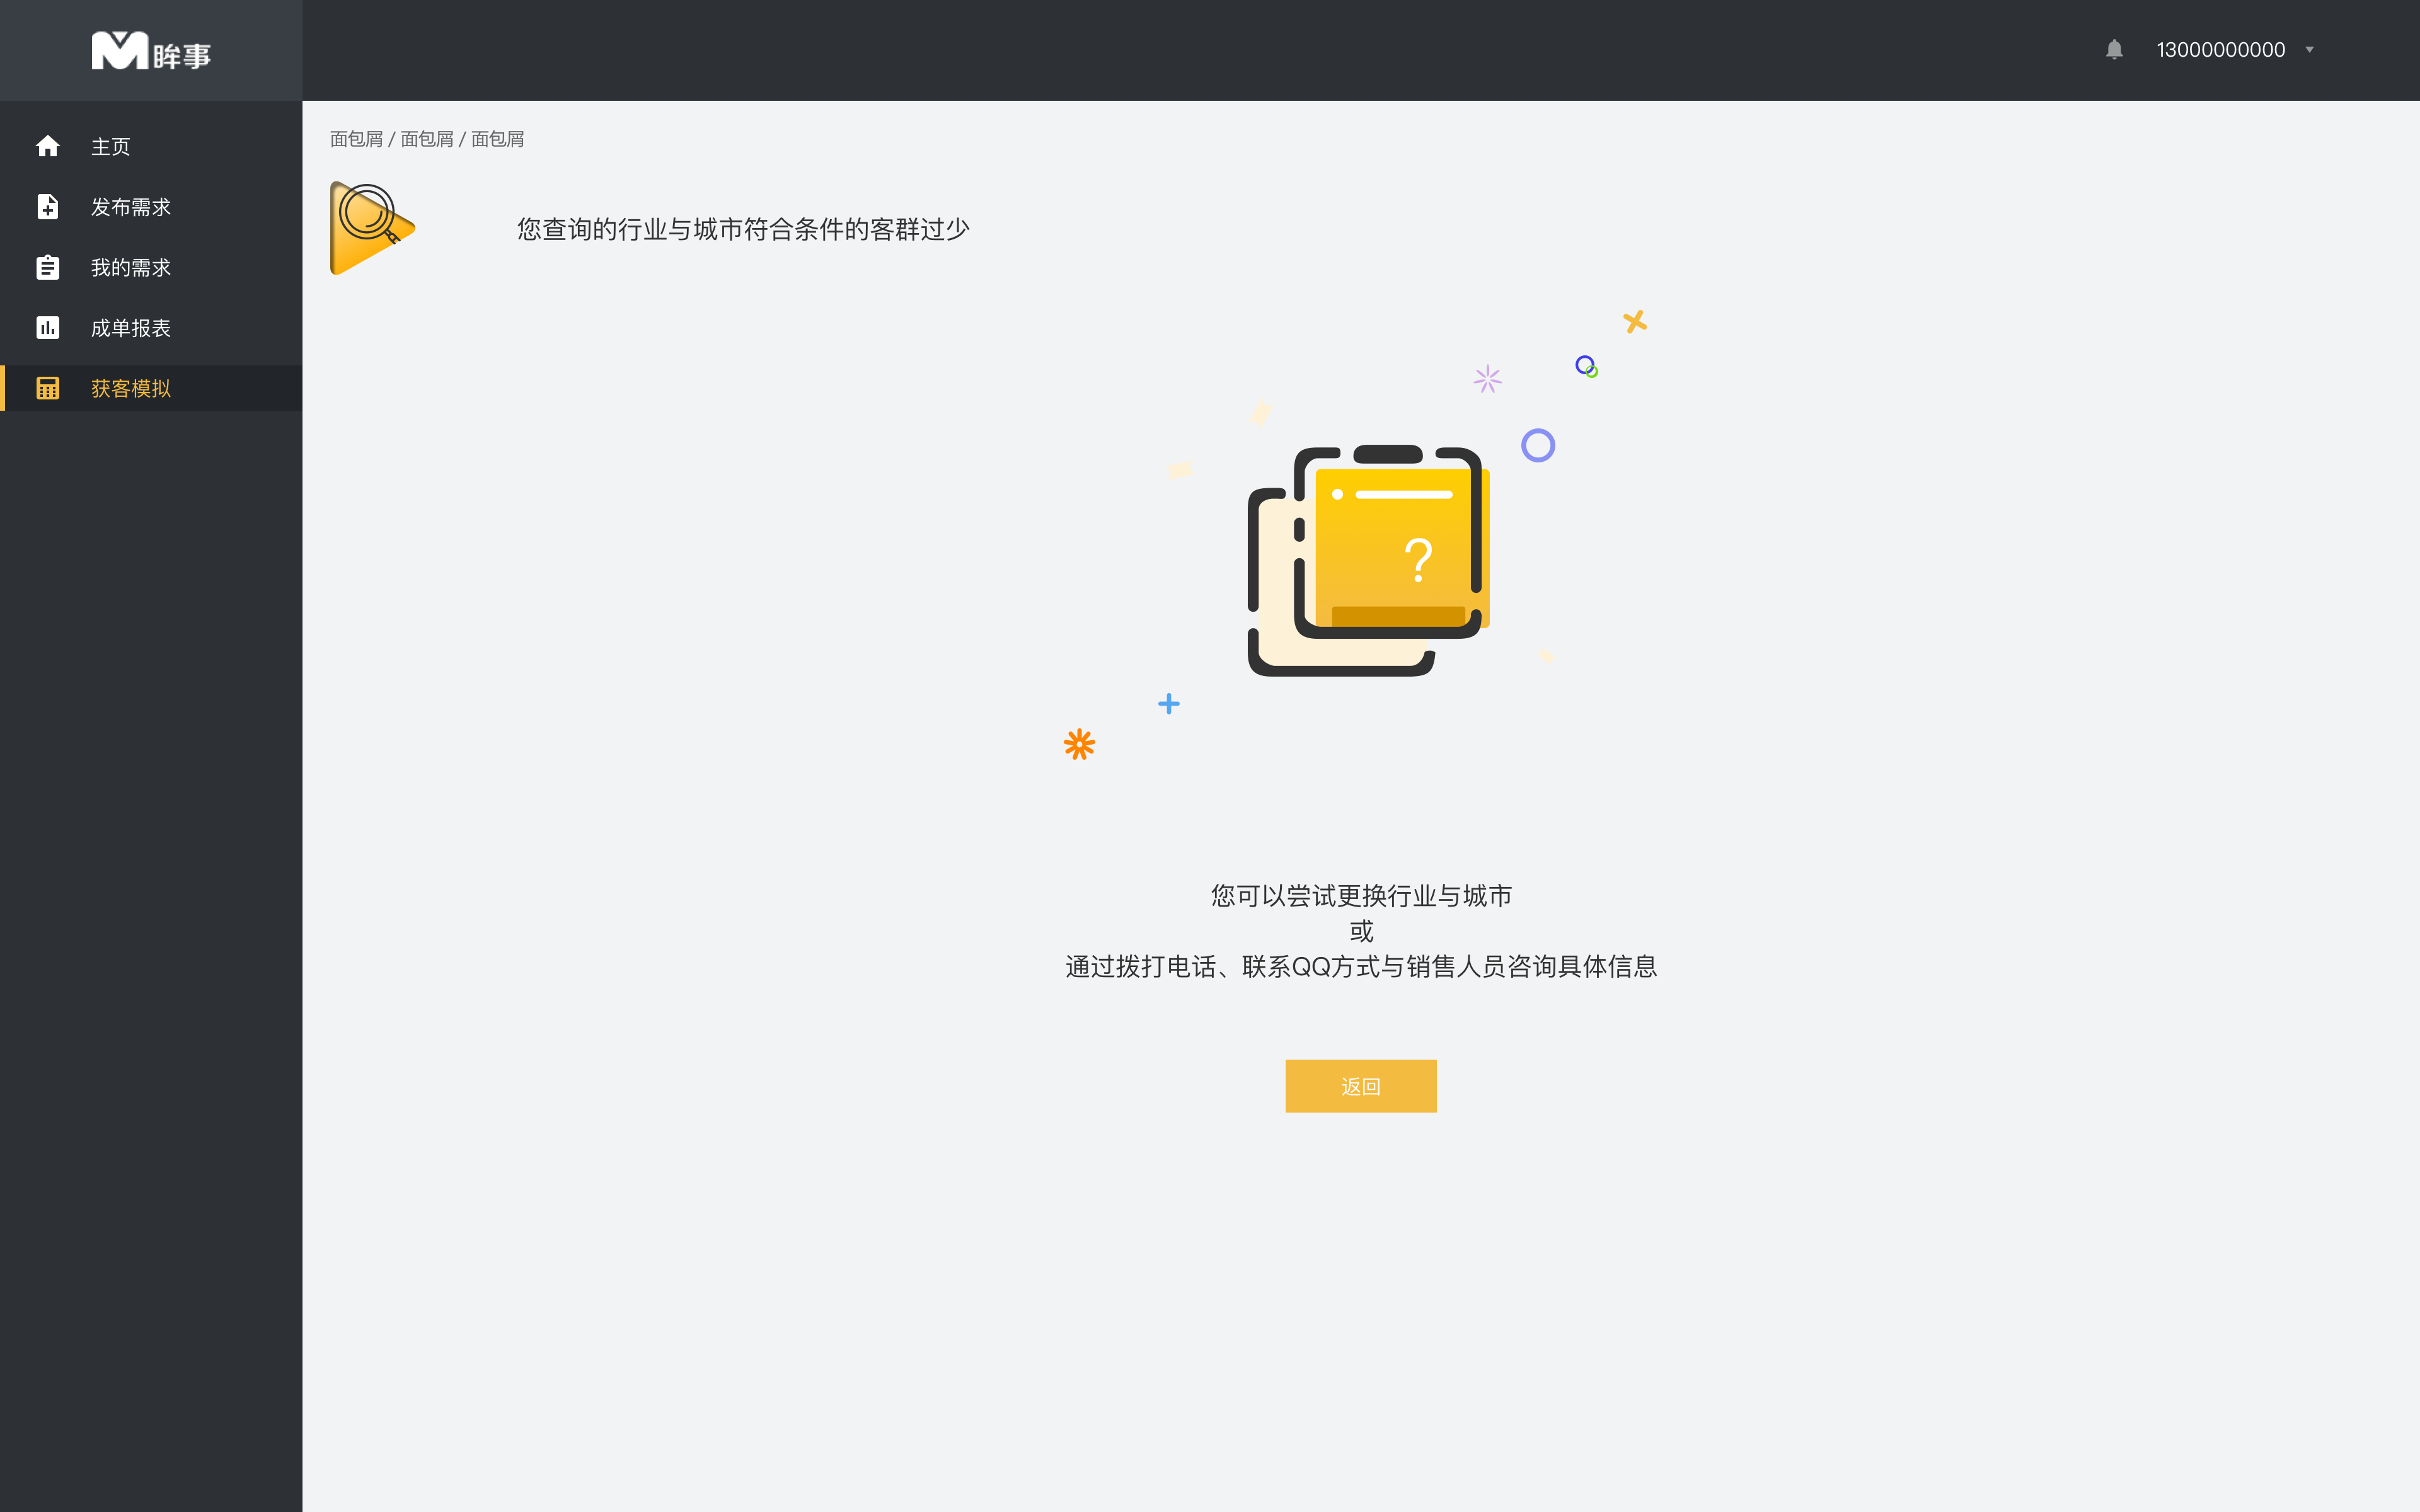 眸事
13000000000
主页
发布需求
我的需求
成单报表
获客模拟
面包屑 / 面包屑 / 面包屑
您查询的行业与城市符合条件的客群过少
?
您可以尝试更换行业与城市
或
通过拨打电话、联系QQ方式与销售人员咨询具体信息
返回